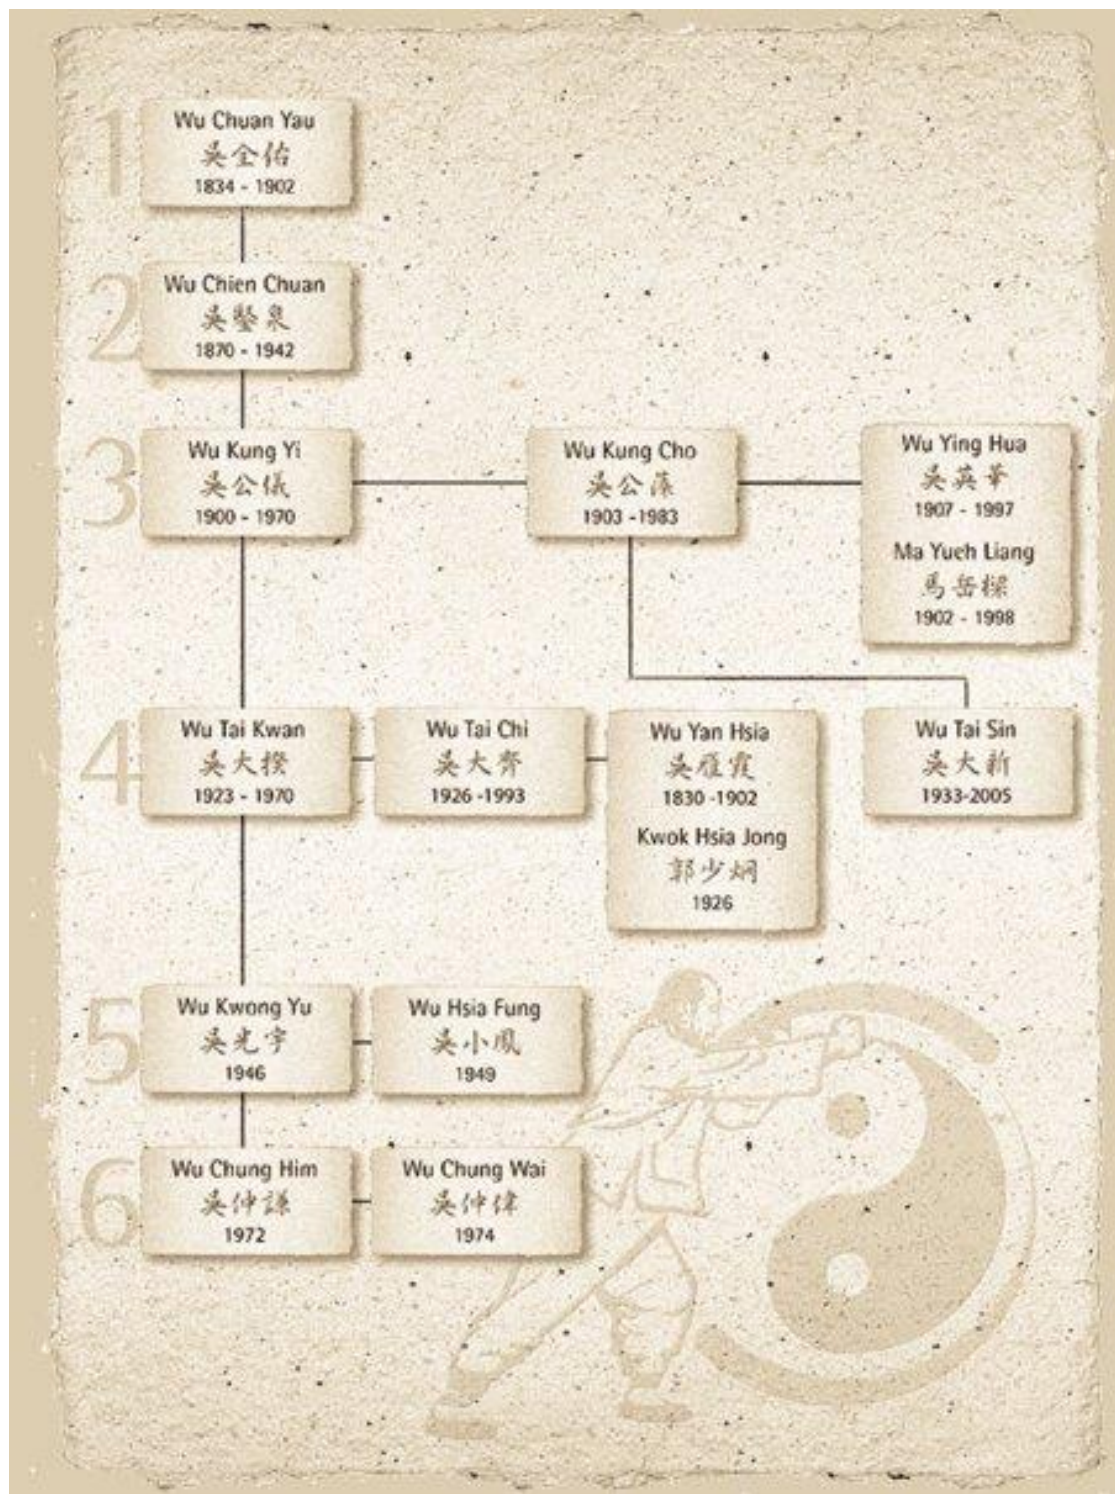 1
Wu Chuan Yau
吳全佑
1834 - 1902
2
Wu Chien Chuan
吳鑒泉
1870 - 1942
3
Wu Kung Yi
吳公儀
1900 - 1970
Wu Kung Cho
吳公藻
1903 -1983
Wu Ying Hua
吳英華
1907 - 1997
Ma Yueh Liang
馬岳樑
1902 - 1998
4
Wu Tai Kwan
吳大揆
1923 - 1970
Wu Tai Chi
吳大齊
1926 -1993
Wu Yan Hsia
吳雁霞
1830 -1902
Kwok Hsia Jong
郭少炯
1926
Wu Tai Sin
吳大新
1933-2005
5
Wu Kwong Yu
吳光宇
1946
Wu Hsia Fung
吳小鳳
1949
6
Wu Chung Him
吳仲謙
1972
Wu Chung Wai
吳仲偉
1974